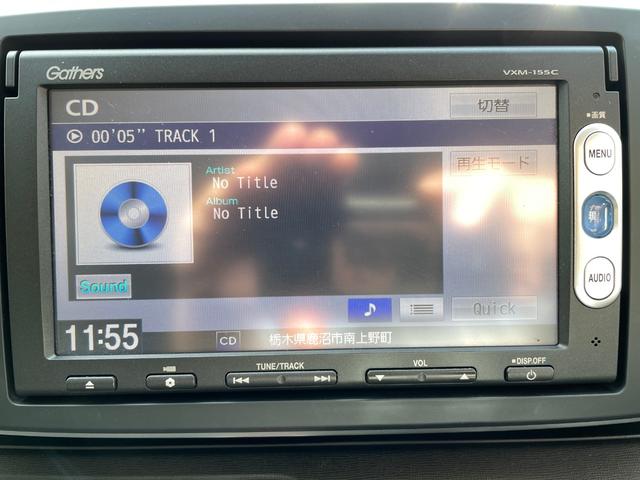 Gathers
VXM-155C
CD
切替
00'05" TRACK 1
画質
MENU
再生モード
Artist
No Title
Album
No Title
AUDIO
Sound
Quick
11:55
CD
栃木県鹿沼市南上野町
TUNE/TRACK
VOL
DISP.OFF